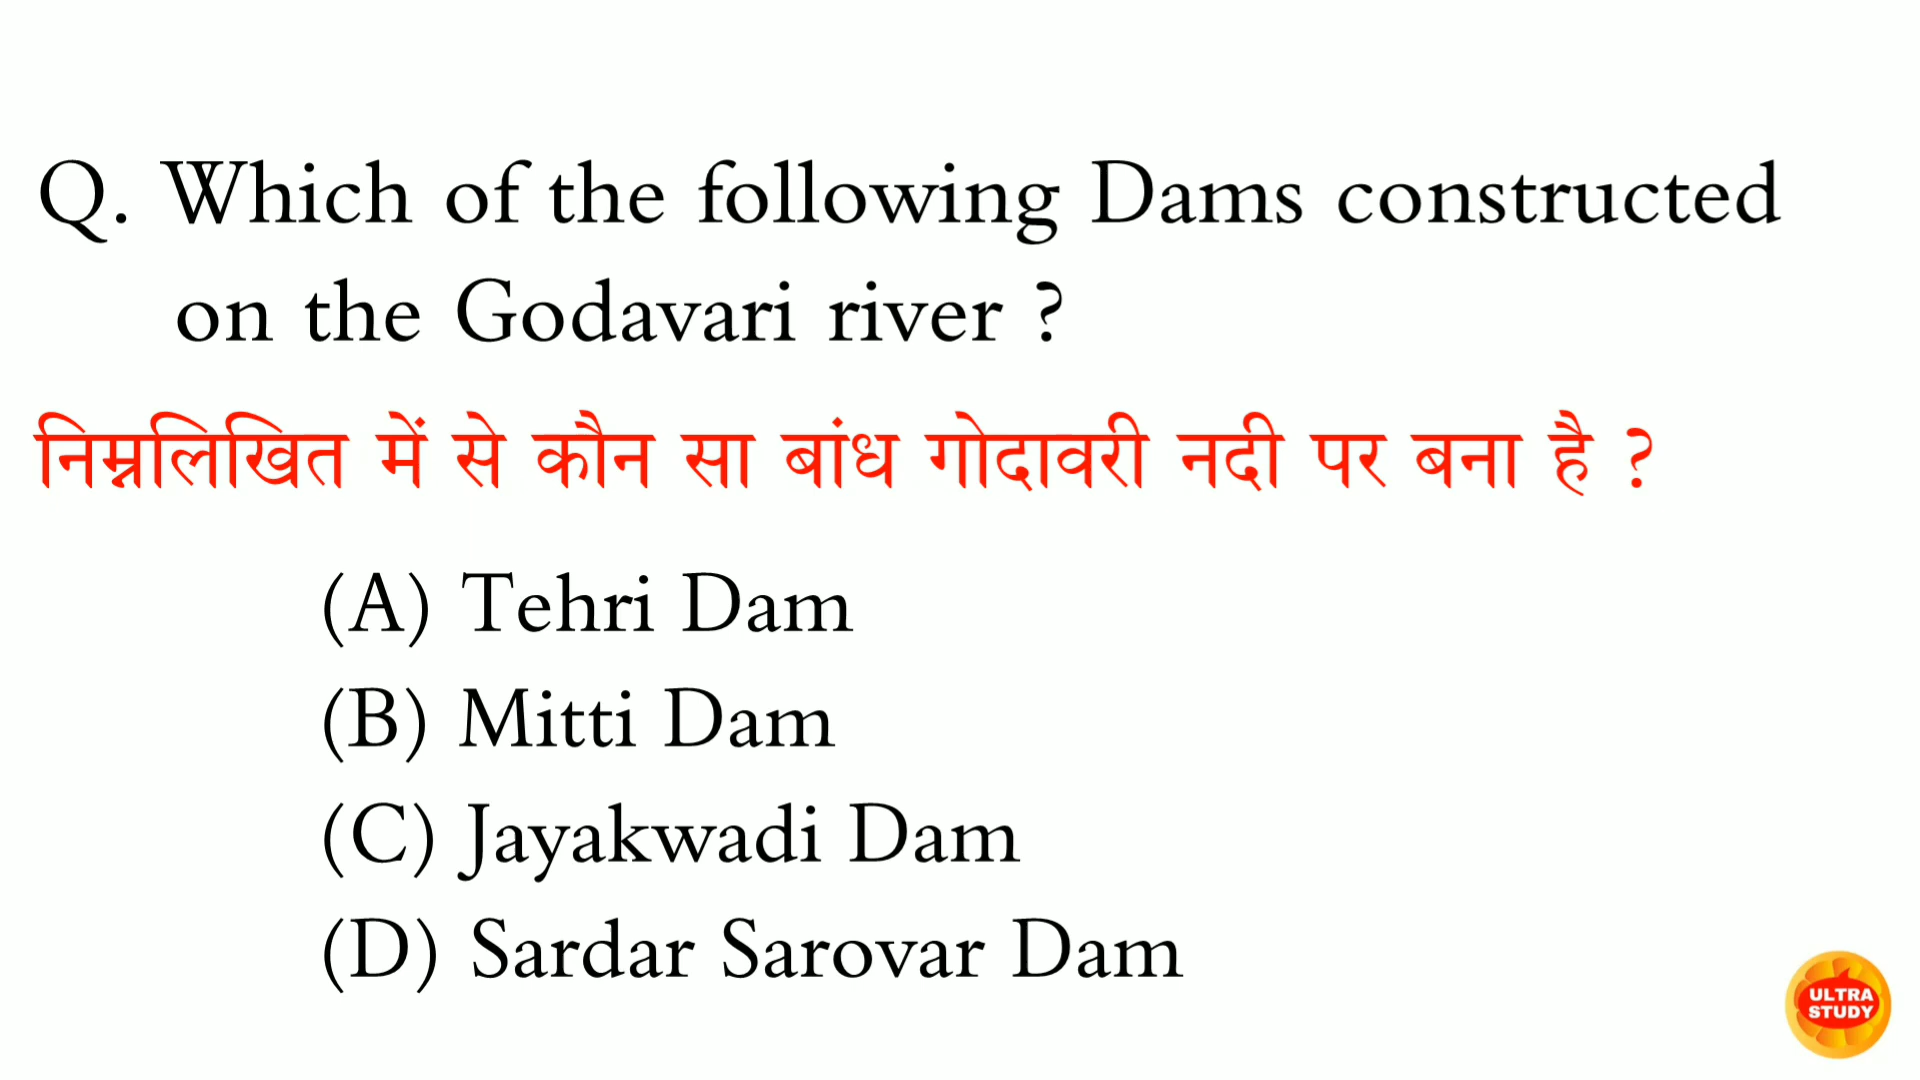 Q. Which of the following Dams constructed
on the Godavari river ?
निम्नलिखित में से कौन सा बांध गोदावरी नदी पर बना है ?
(A) Tehri Dam
(B) Mitti Dam
(C) Jayakwadi Dam
(D) Sardar Sarovar Dam
ULTRA
STUDY